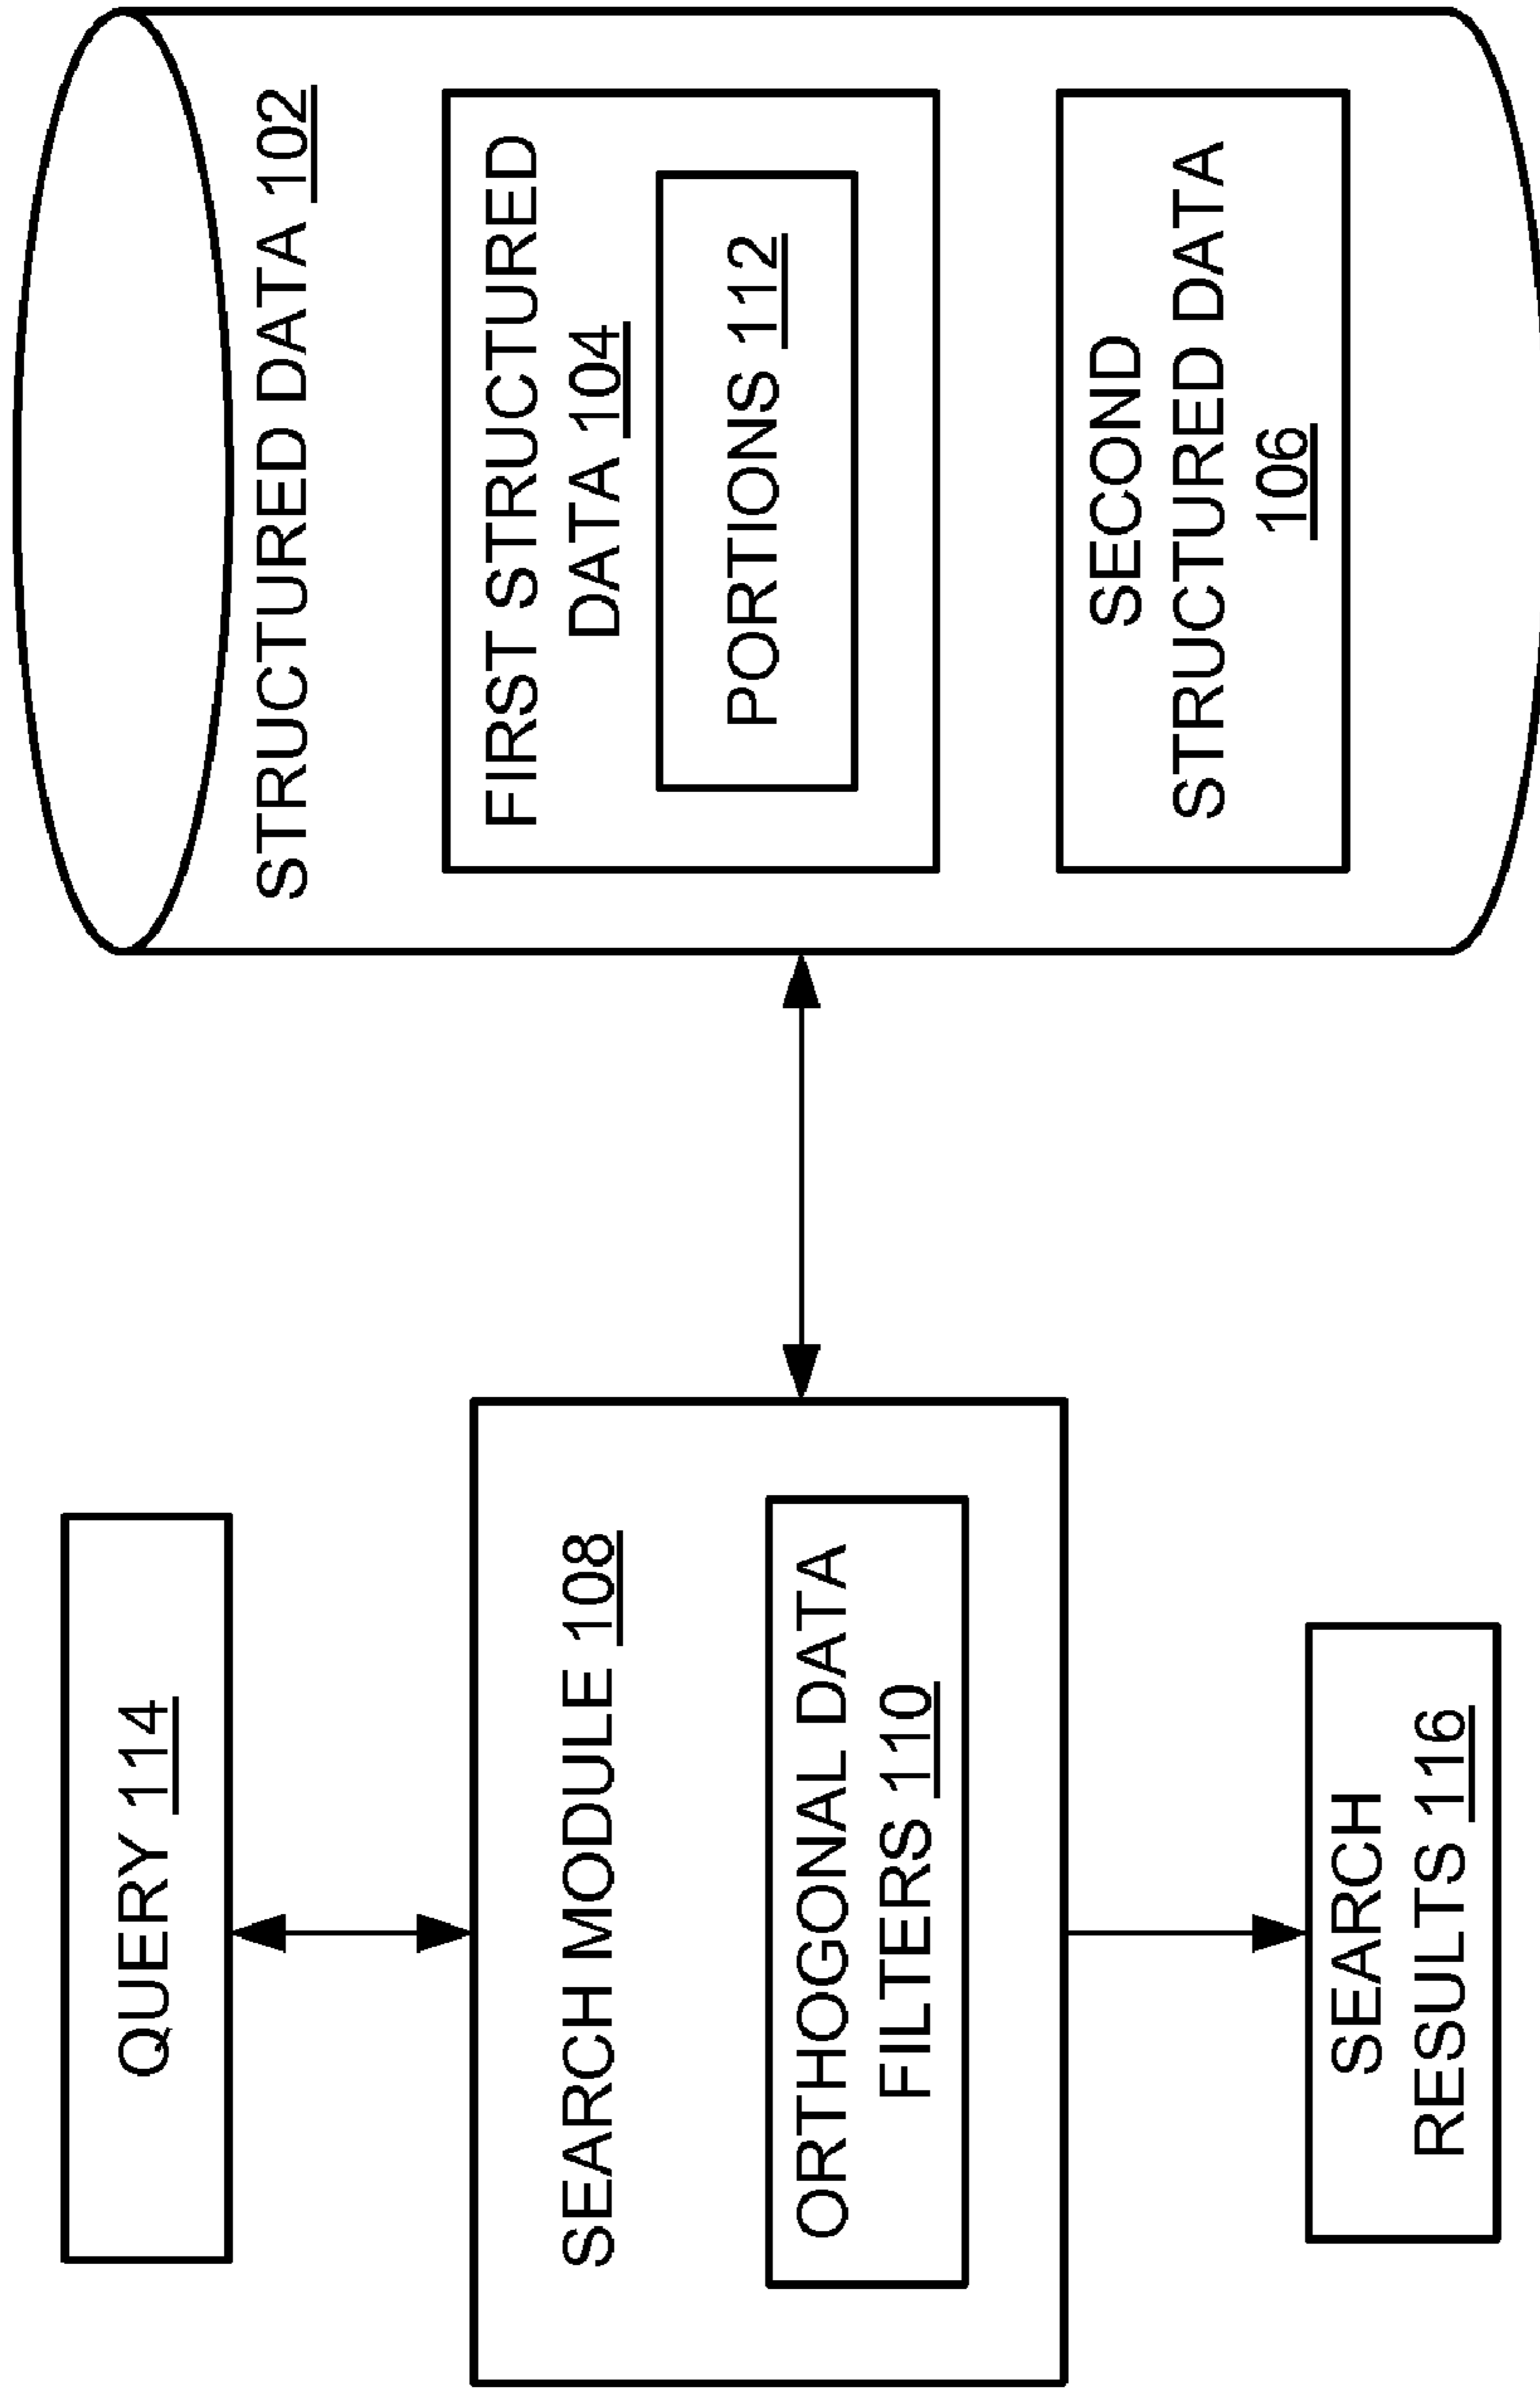 QUERY 114
SEARCH MODULE 108
ORTHOGONAL DATA
FILTERS 110
SEARCH
RESULTS 116
STRUCTURED DATA 102
FIRST STRUCTURED
DATA 104
PORTIONS 112
SECOND
STRUCTURED DATA
106